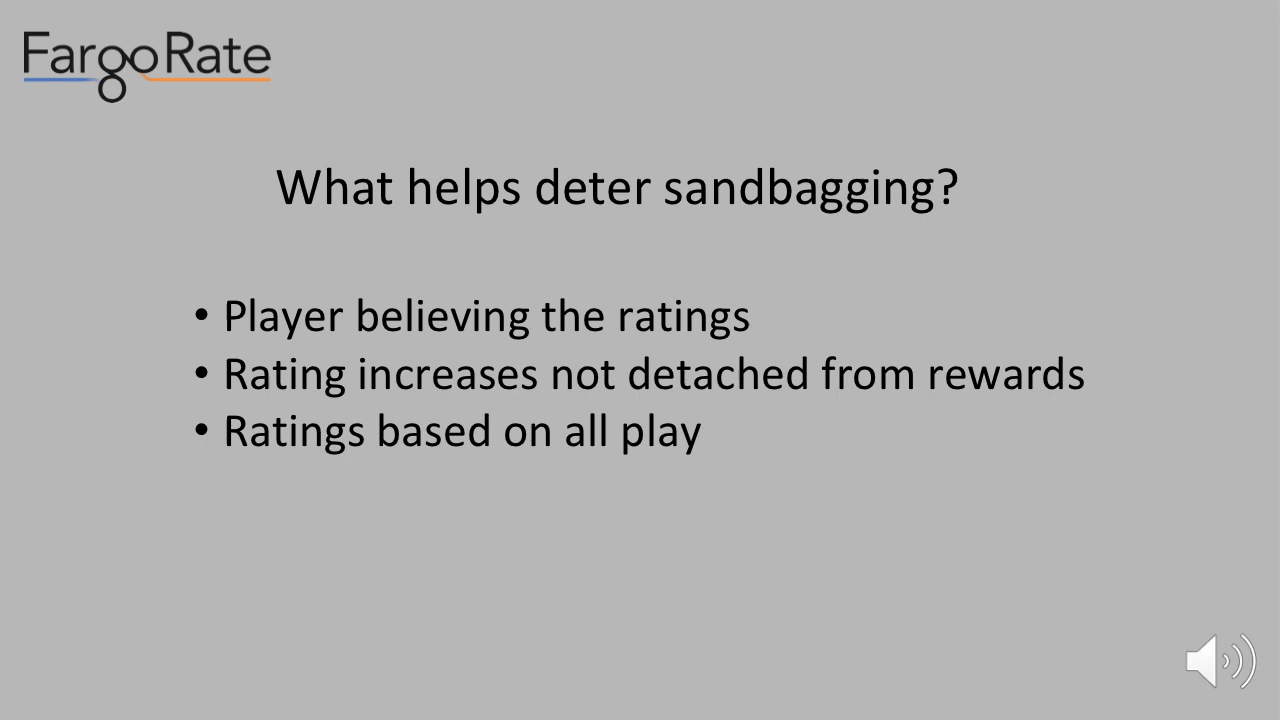 FargoRate
What helps deter sandbagging?
• Player believing the ratings
• Rating increases not detached from rewards
• Ratings based on all play